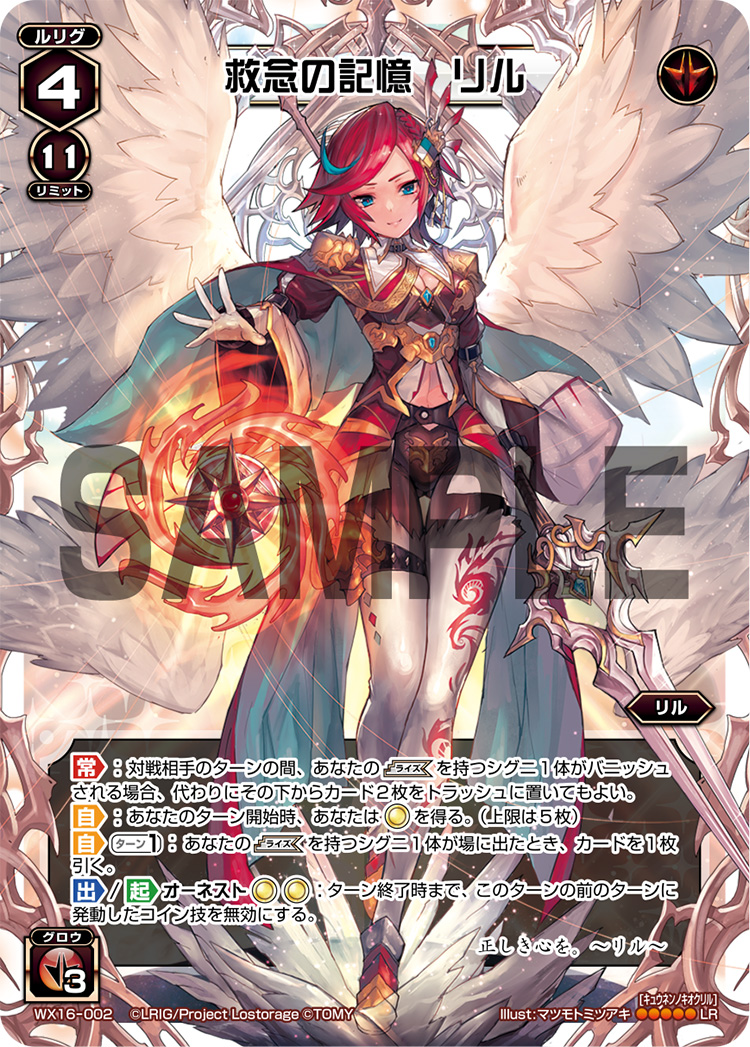 ルリグ
4
11
リミット
救念の記憶 リル
SAMPLE
リル
常：対戦相手のターンの間、あなたの ライズ を持つシグニ1体がバニッシュ
される場合、代わりにその下からカード2枚をトラッシュに置いてもよい。
自：あなたのターン開始時、あなたは を得る。（上限は5枚）
自 ターン1：あなたの ライズ を持つシグニ1体が場に出たとき、カードを1枚
引く。
出/起 オーネスト：ターン終了時まで、このターンの前のターンに
発動したコイン技を無効にする。
正しき心を。～リル～
グロウ
3
[キュウネンノキオクリル]
WX16-002 ©LRIG/Project Lostorage ©TOMY Illust:マツモトミツアキ LR